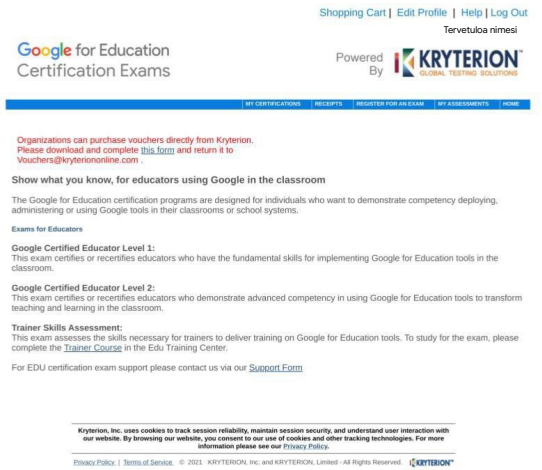 Shopping Cart | Edit Profile | Help | Log Out
Tervetuloa nimesi
Google for Education
Certification Exams
Powered
By
KRYTERION™
GLOBAL TESTING SOLUTIONS
MY CERTIFICATIONS RECEIPTS REGISTER FOR AN EXAM MY ASSESSMENTS HOME
Organizations can purchase vouchers directly from Kryterion.
Please download and complete this form and return it to
Vouchers@kryteriononline.com .
Show what you know, for educators using Google in the classroom
The Google for Education certification programs are designed for individuals who want to demonstrate competency deploying,
administering or using Google tools in their classrooms or school systems.
Exams for Educators
Google Certified Educator Level 1:
This exam certifies or recertifies educators who have the fundamental skills for implementing Google for Education tools in the
classroom.
Google Certified Educator Level 2:
This exam certifies or recertifies educators who demonstrate advanced competency in using Google for Education tools to transform
teaching and learning in the classroom.
Trainer Skills Assessment:
This exam assesses the skills necessary for trainers to deliver training on Google for Education tools. To study for the exam, please
complete the Trainer Course in the Edu Training Center.
For EDU certification exam support please contact us via our Support Form
Kryterion, Inc. uses cookies to track session reliability, maintain session security, and understand user interaction with
our website. By browsing our website, you consent to our use of cookies and other tracking technologies. For more
information please see our Privacy Policy.
Privacy Policy | Terms of Service © 2021 KRYTERION, Inc. and KRYTERION, Limited - All Rights Reserved. KRYTERION™